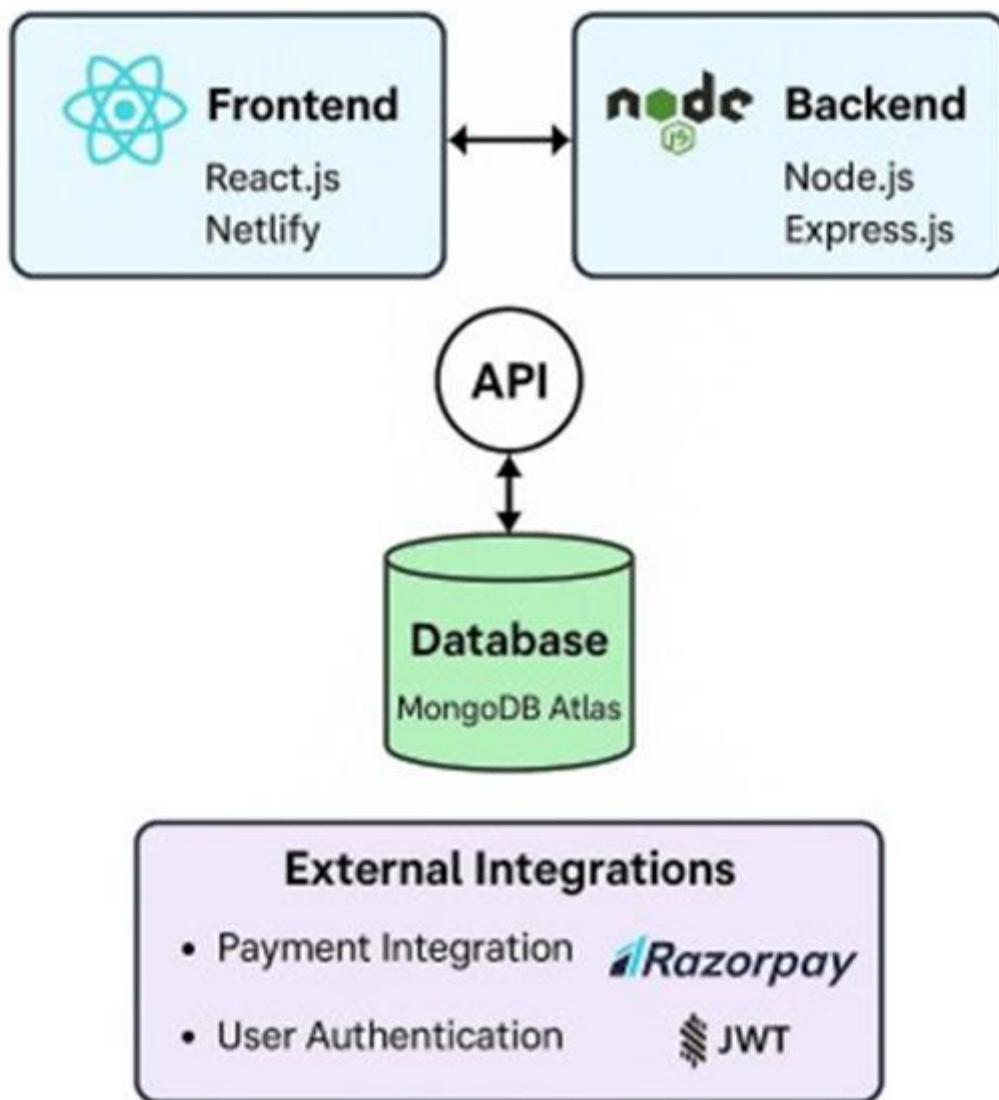 Frontend
React.js
Netlify
node
JS
Backend
Node.js
Express.js
API
Database
MongoDB Atlas
External Integrations
• Payment Integration
Razorpay
• User Authentication
JWT